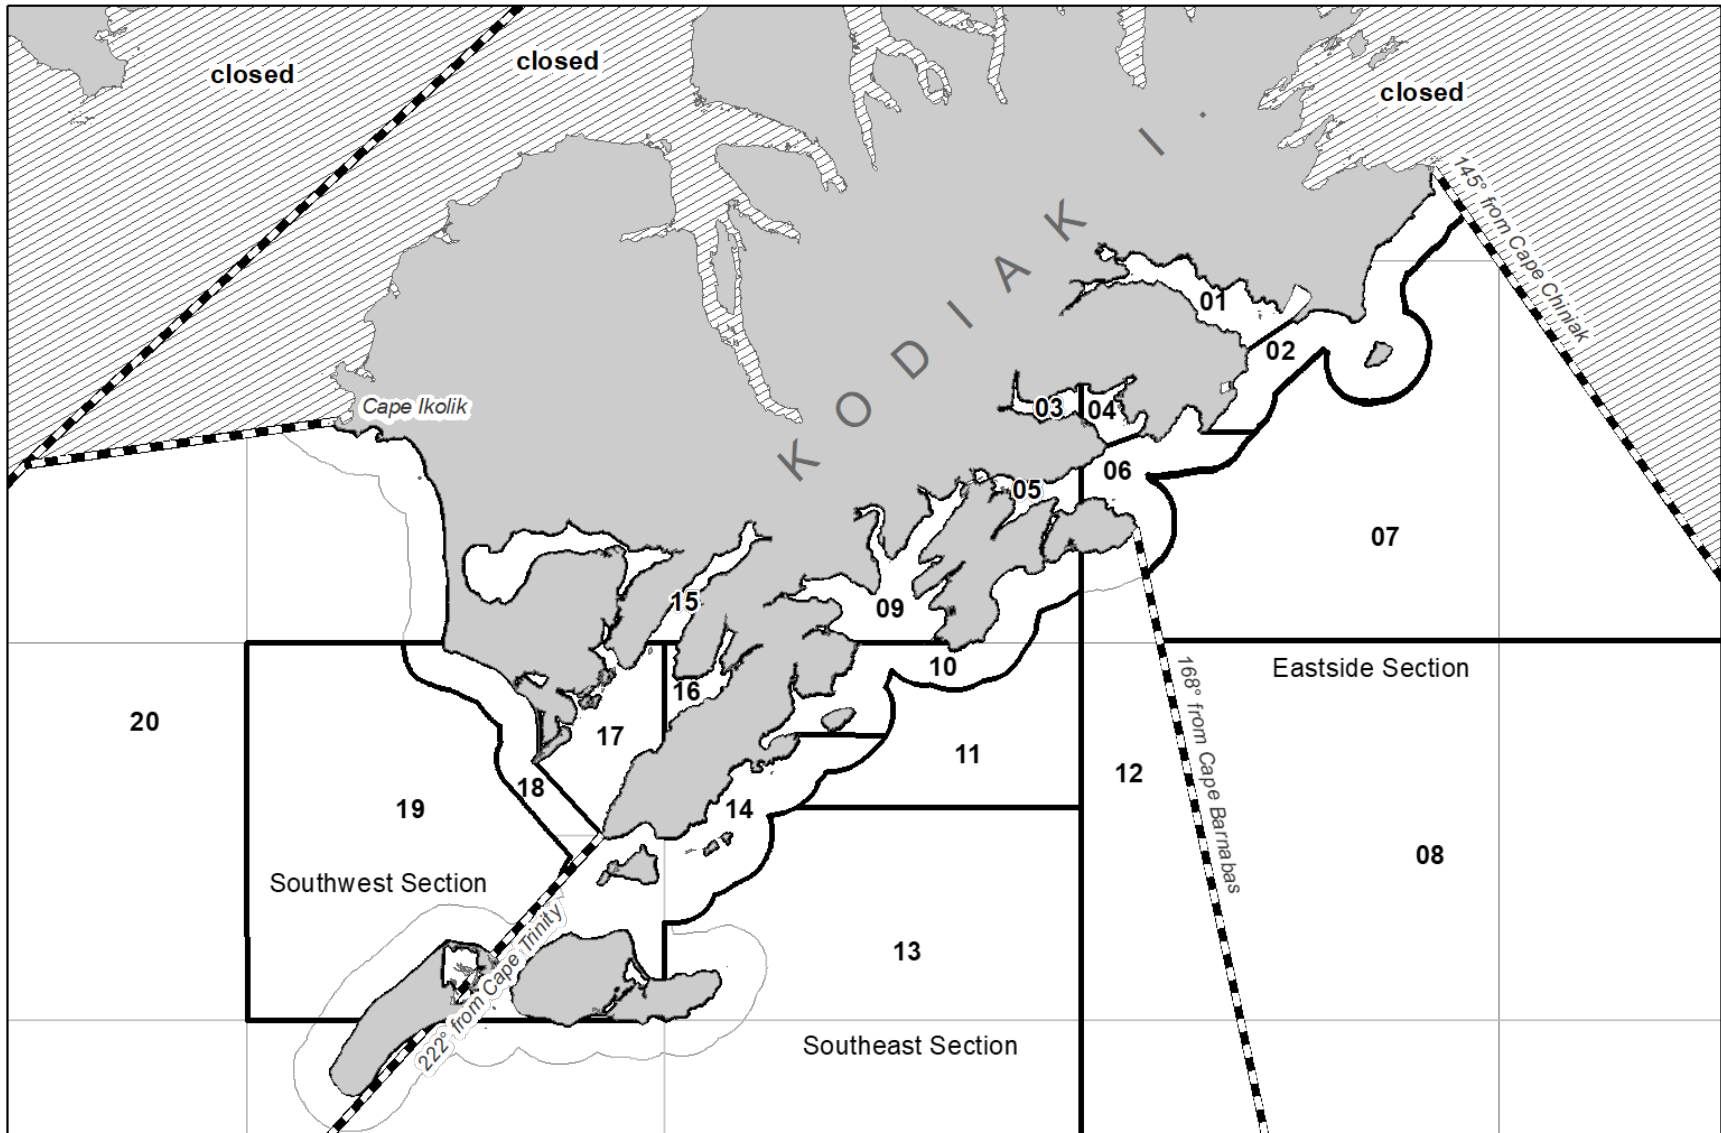 closed
closed
closed
KODIAK I.
145° from Cape Chiniak
01
02
Cape Ikolik
03
04
06
05
07
15
09
10
Eastside Section
168° from Cape Barnabas
16
20
17
11
12
18
19
14
08
Southwest Section
222° from Cape Trinity
13
Southeast Section